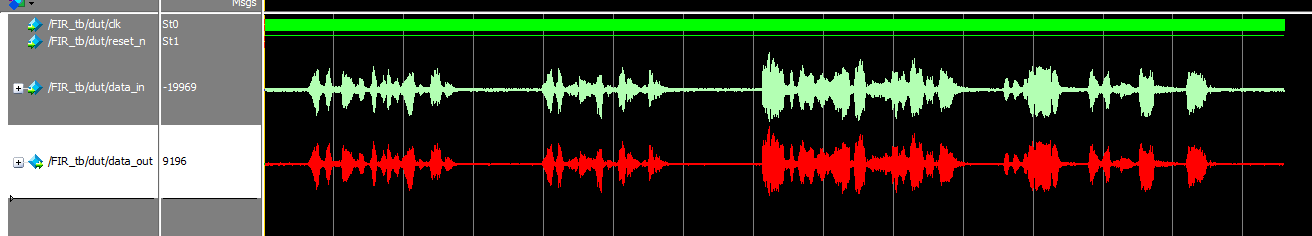 Msgs
/FIR_tb/dut/clk St0
/FIR_tb/dut/reset_n St1
/FIR_tb/dut/data_in -19969
/FIR_tb/dut/data_out 9196